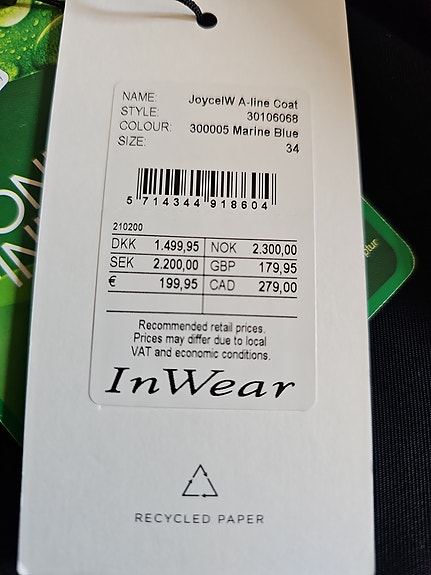 NAME: JoyceIW A-line Coat
STYLE: 30106068
COLOUR: 300005 Marine Blue
SIZE: 34
5 714344 918604
210200
DKK 1.499,95 NOK 2.300,00
SEK 2.200,00 GBP 179,95
€ 199,95 CAD 279,00
Recommended retail prices.
Prices may differ due to local
VAT and economic conditions.
InWear
RECYCLED PAPER